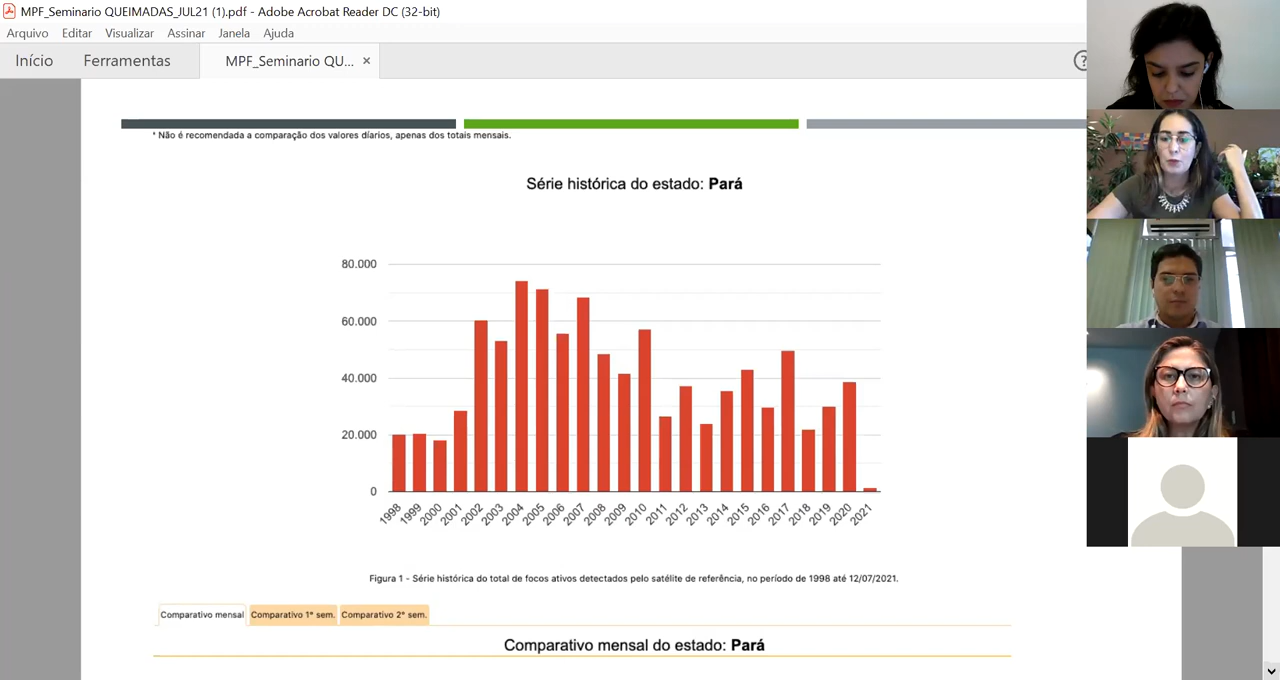 MPF_Seminario QUEIMADAS_JUL21 (1).pdf - Adobe Acrobat Reader DC (32-bit)
Arquivo Editar Visualizar Assinar Janela Ajuda
Início Ferramentas MPF_Seminario QU... ×
?
* Não é recomendada a comparação dos valores díarios, apenas dos totais mensais.
Série histórica do estado: Pará
80.000
60.000
40.000
20.000
0
1998 1999 2000 2001 2002 2003 2004 2005 2006 2007 2008 2009 2010 2011 2012 2013 2014 2015 2016 2017 2018 2019 2020 2021
Figura 1 - Série histórica do total de focos ativos detectados pelo satélite de referência, no período de 1998 até 12/07/2021.
Comparativo mensal Comparativo 1° sem. Comparativo 2° sem.
Comparativo mensal do estado: Pará